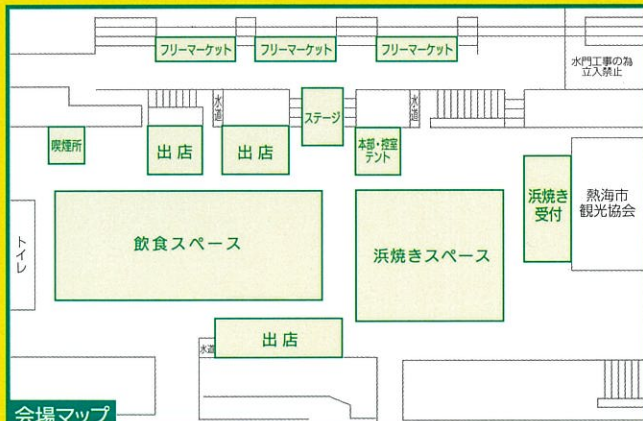 フリーマーケット
フリーマーケット
フリーマーケット
水門工事の為
立入禁止
水道
ステージ
水道
喫煙所
出店
出店
本部・控室
テント
浜焼き
受付
熱海市
観光協会
トイレ
飲食スペース
浜焼きスペース
水道
出店
会場マップ